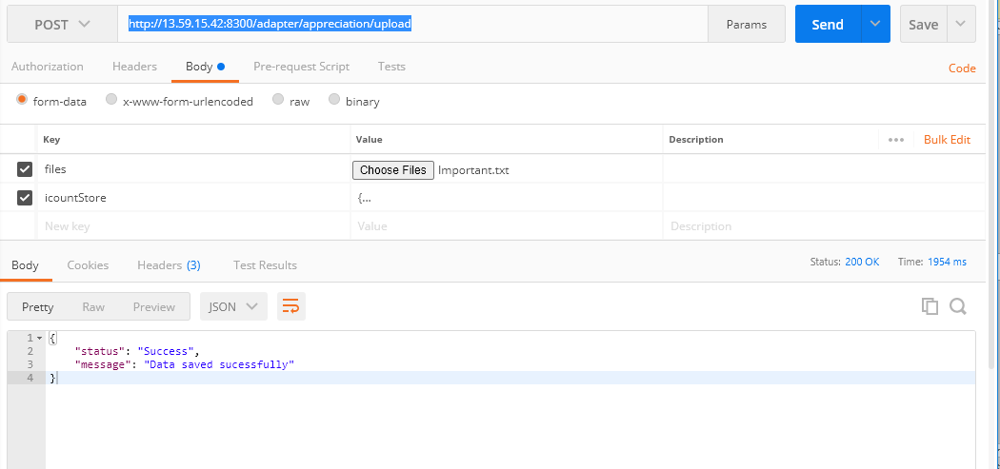 POST http://13.59.15.42:8300/adapter/appreciation/upload Params Send Save
Authorization Headers Body Pre-request Script Tests Code
form-data x-www-form-urlencoded raw binary
Key Value Description ••• Bulk Edit
files Choose Files Important.txt
icountStore {...
New key Value Description
Body Cookies Headers (3) Test Results Status: 200 OK Time: 1954 ms
Pretty Raw Preview JSON
1 {
2 "status": "Success",
3 "message": "Data saved sucessfully"
4 }